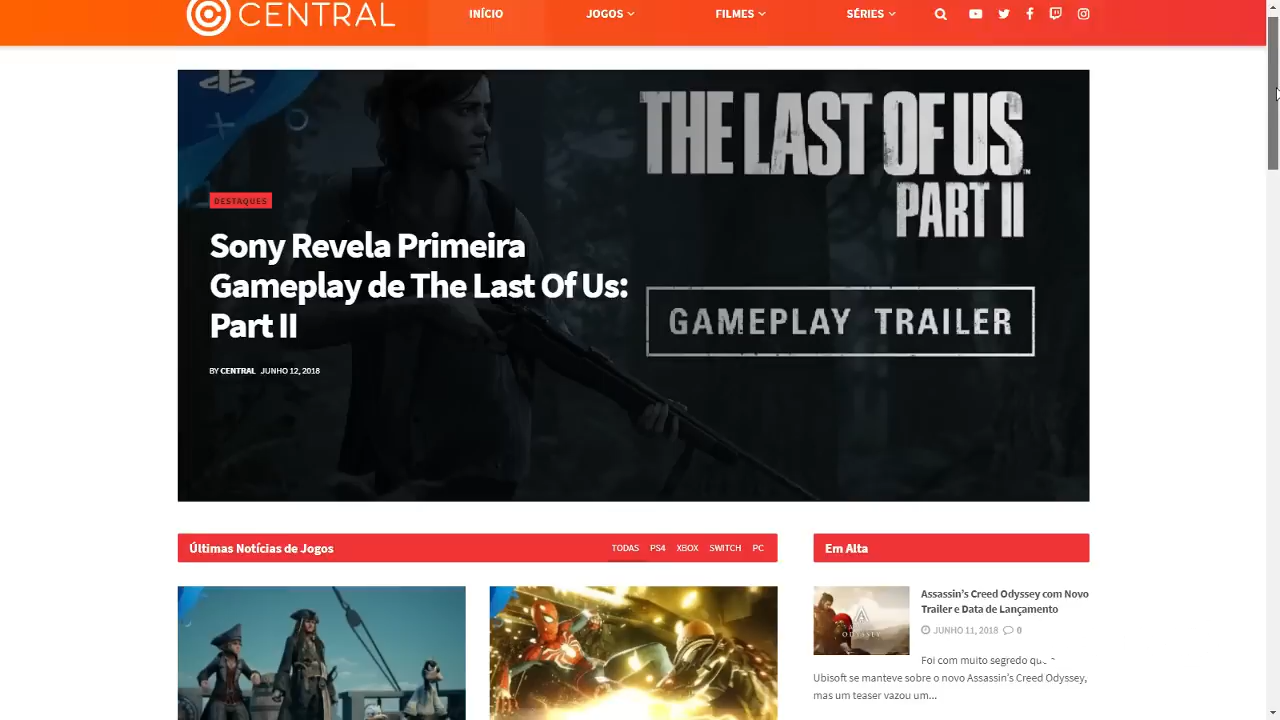 CENTRAL
INÍCIO
JOGOS
FILMES
SÉRIES
THE LAST OF US
PART II
DESTAQUES
Sony Revela Primeira
Gameplay de The Last Of Us:
Part II
GAMEPLAY TRAILER
BY CENTRAL JUNHO 12, 2018
Últimas Notícias de Jogos
TODAS PS4 XBOX SWITCH PC
Em Alta
Assassin's Creed Odyssey com Novo
Trailer e Data de Lançamento
JUNHO 11, 2018 0
ODYSSEY
Foi com muito segredo
Ubisoft se manteve sobre o novo Assassin's Creed Odyssey,
mas um teaser vazou um...